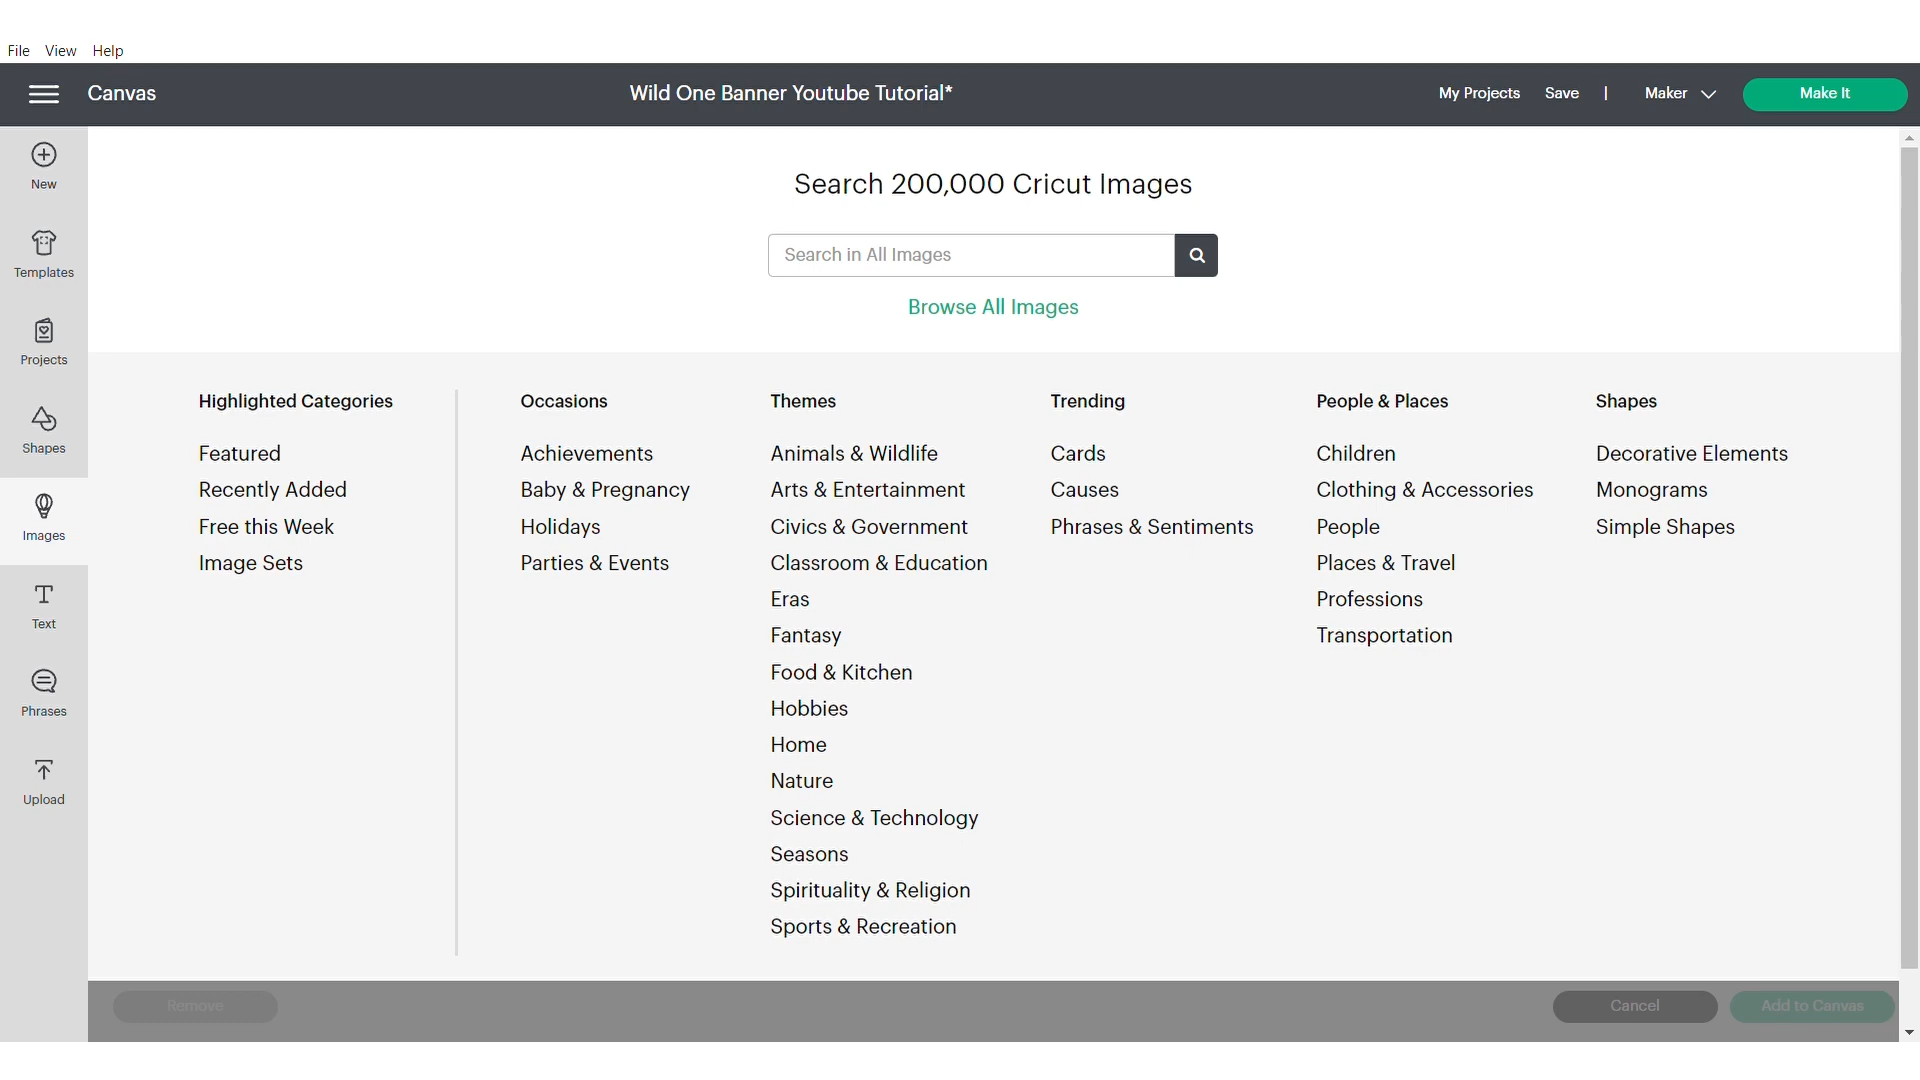 File View Help
Canvas
Wild One Banner Youtube Tutorial*
My Projects Save | Maker Make It
New
Templates
Projects
Shapes
Images
Text
Phrases
Upload
Search 200,000 Cricut Images
Search in All Images
Browse All Images
Highlighted Categories
Featured
Recently Added
Free this Week
Image Sets
Occasions
Achievements
Baby & Pregnancy
Holidays
Parties & Events
Themes
Animals & Wildlife
Arts & Entertainment
Civics & Government
Classroom & Education
Eras
Fantasy
Food & Kitchen
Hobbies
Home
Nature
Science & Technology
Seasons
Spirituality & Religion
Sports & Recreation
Trending
Cards
Causes
Phrases & Sentiments
People & Places
Children
Clothing & Accessories
People
Places & Travel
Professions
Transportation
Shapes
Decorative Elements
Monograms
Simple Shapes
Remove
Cancel
Add to Canvas